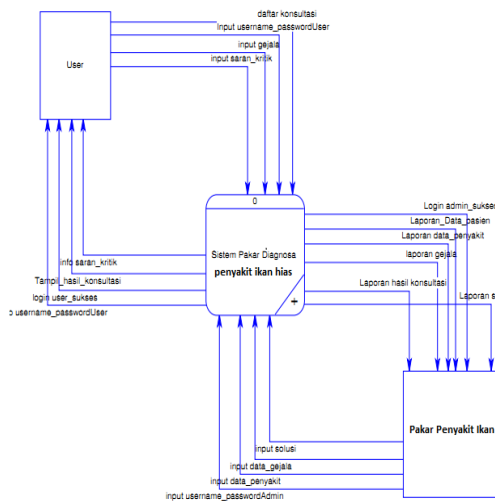 daftar konsultasi
Input username_passwordUser
input gejala
input saran_kritik
User
0
Sistem Pakar Diagnosa
penyakit ikan hias
+
Login admin_sukses
Laporan_Data_pasien
Laporan data_penyakit
laporan gejala
Laporan hasil konsultasi
Laporan s
info saran_kritik
Tampil_hasil_konsultasi
login user_sukses
o username_passwordUser
Pakar Penyakit Ikan
input solusi
input data_gejala
input data_penyakit
input username_passwordAdmin